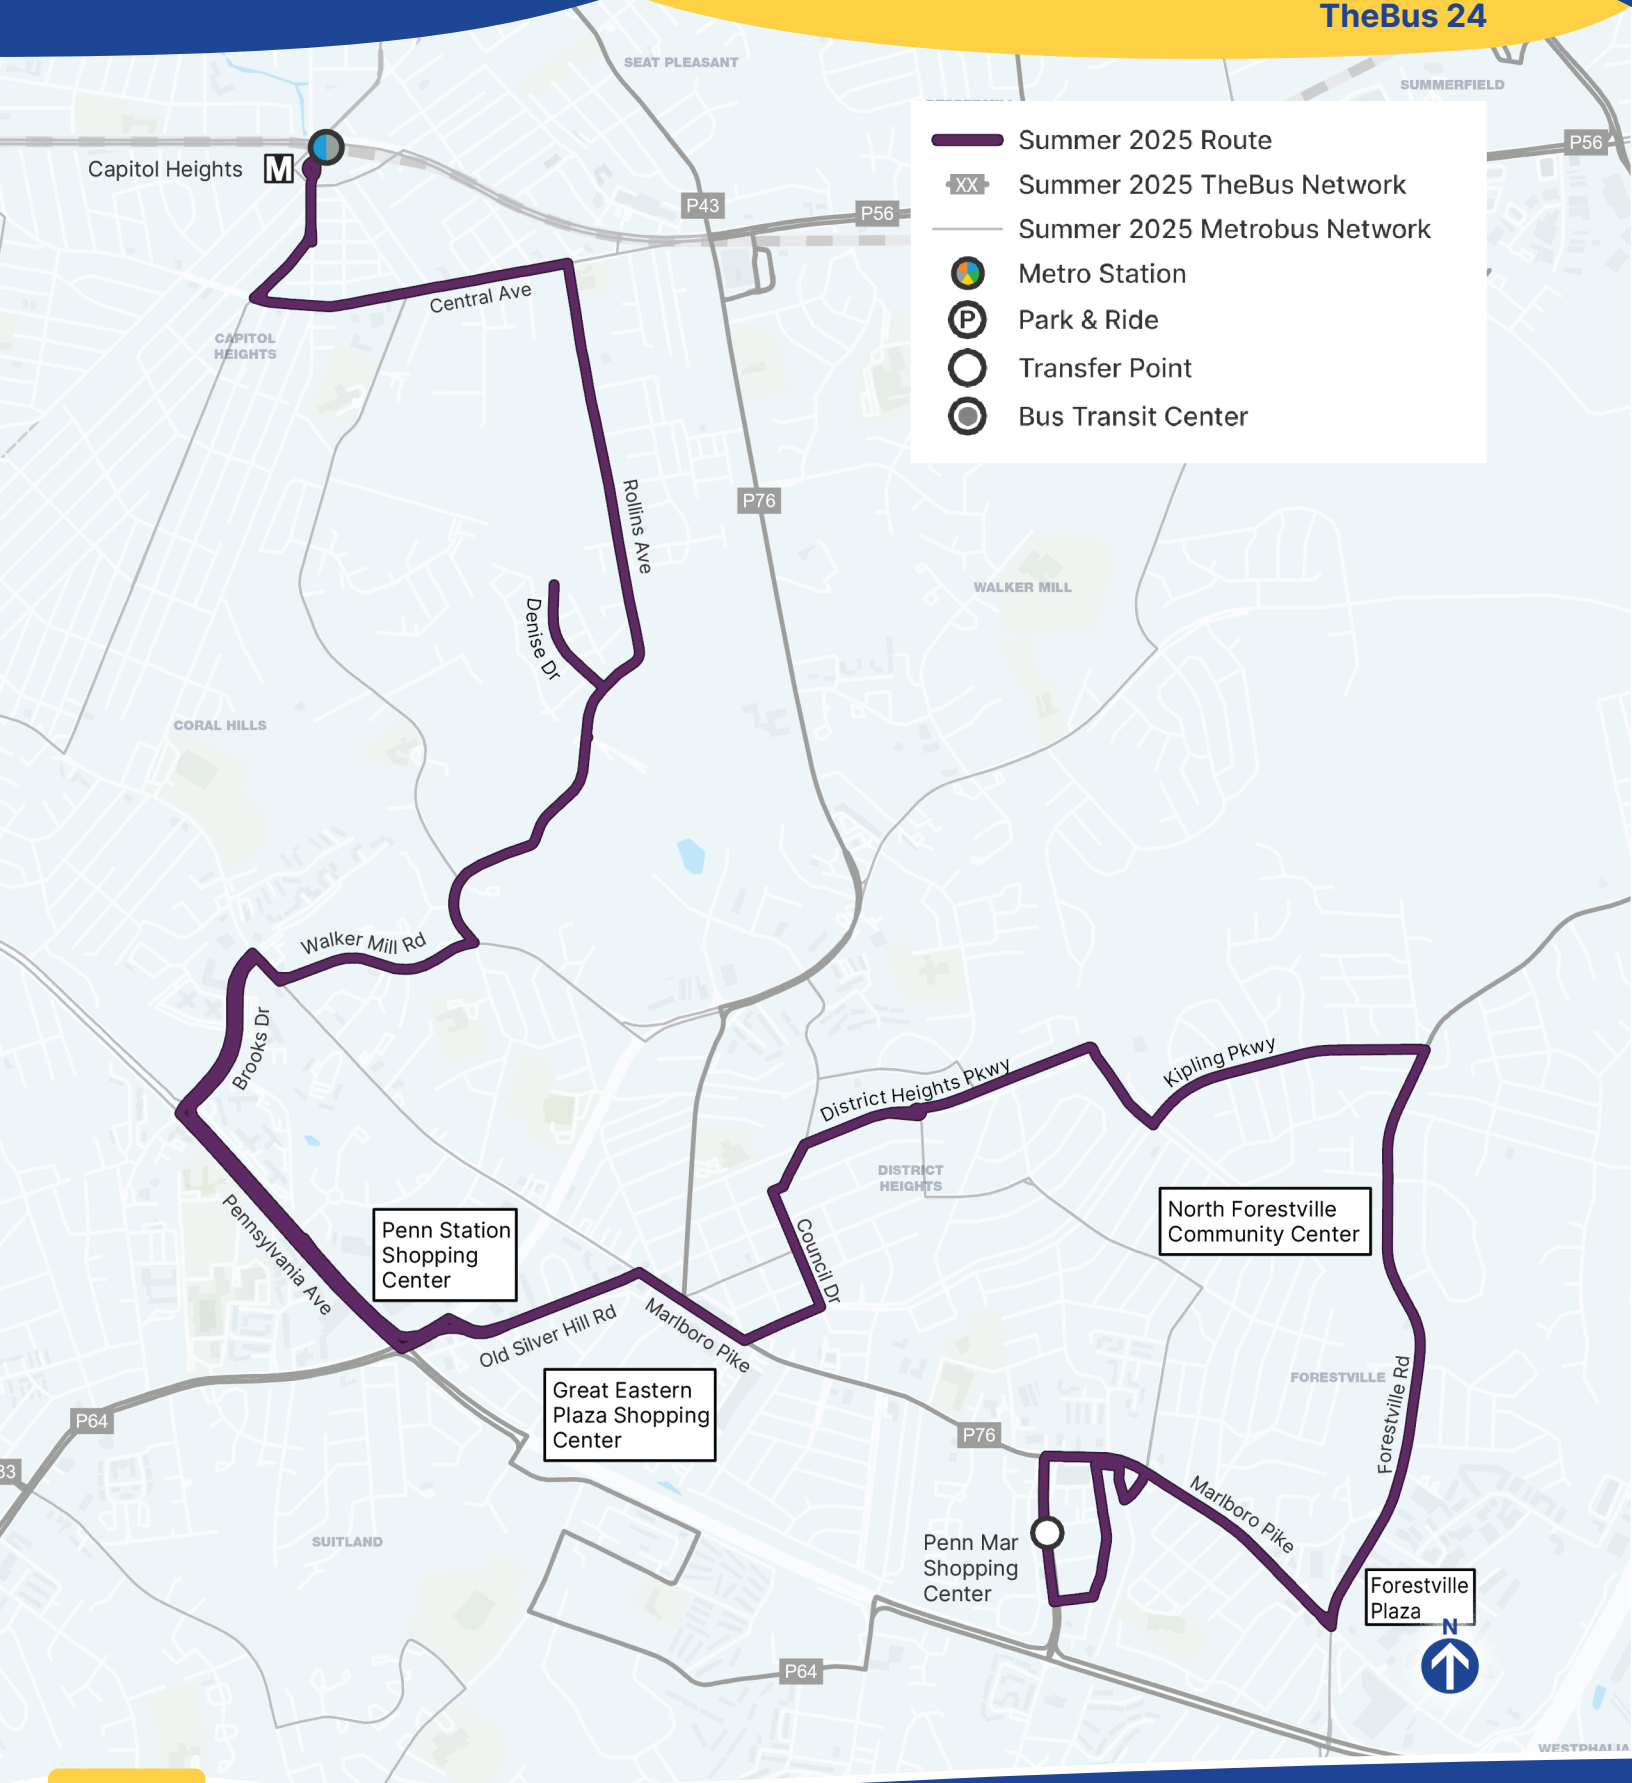 TheBus 24
SEAT PLEASANT
SUMMERFIELD
Summer 2025 Route
XX
Summer 2025 TheBus Network
Summer 2025 Metrobus Network
Metro Station
P
Park & Ride
Transfer Point
Bus Transit Center
P56
Capitol Heights
M
P43
P56
Central Ave
CAPITOL
HEIGHTS
P76
Rollins Ave
WALKER MILL
Denise Dr
CORAL HILLS
Walker Mill Rd
Brooks Dr
District Heights Pkwy
Kipling Pkwy
DISTRICT
HEIGHTS
Pennsylvania Ave
Penn Station
Shopping
Center
Council Dr
North Forestville
Community Center
Old Silver Hill Rd
Marlboro Pike
Great Eastern
Plaza Shopping
Center
FORESTVILLE
Forestville Rd
P64
P76
Marlboro Pike
SUITLAND
Penn Mar
Shopping
Center
Forestville
Plaza
N
P64
WESTPHALIA